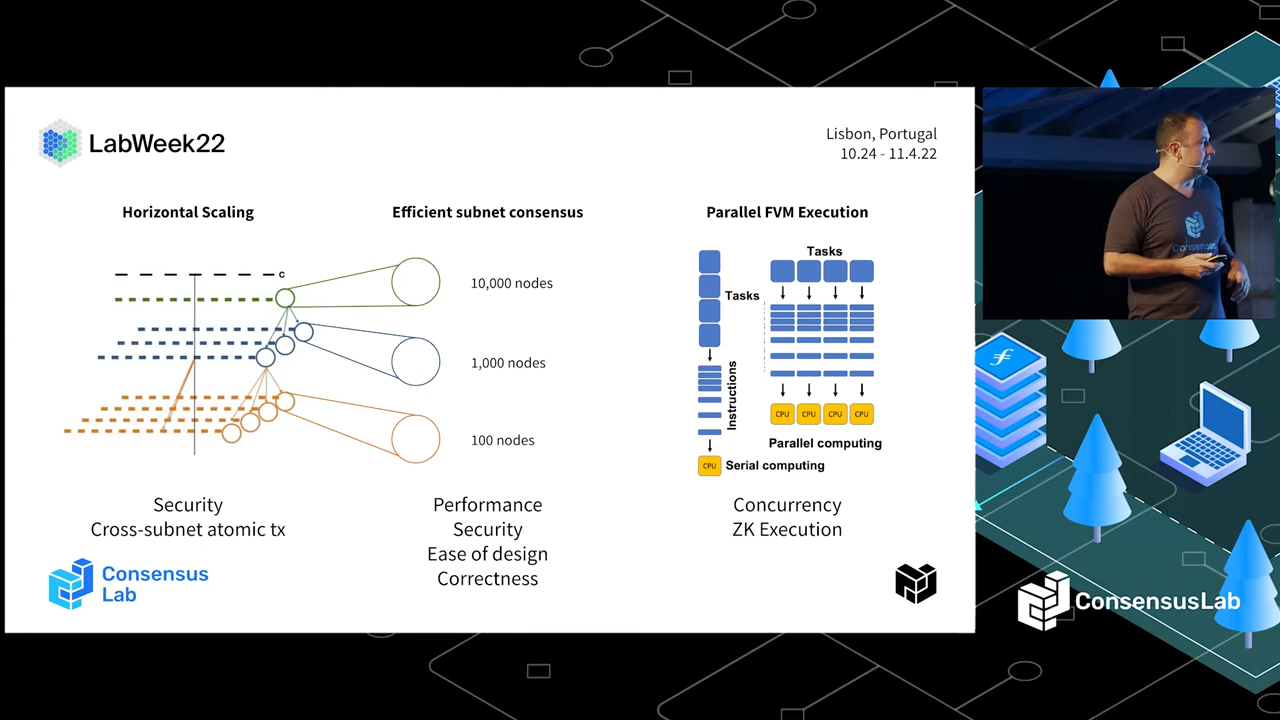 LabWeek22
Lisbon, Portugal
10.24 - 11.4.22
Horizontal Scaling
Efficient subnet consensus
Parallel FVM Execution
C
10,000 nodes
1,000 nodes
100 nodes
Tasks
Tasks
Instructions
CPU
CPU
CPU
CPU
Parallel computing
CPU
Serial computing
Security
Cross-subnet atomic tx
Performance
Security
Ease of design
Correctness
Concurrency
ZK Execution
Consensus
Lab
Consensus
ConsensusLab